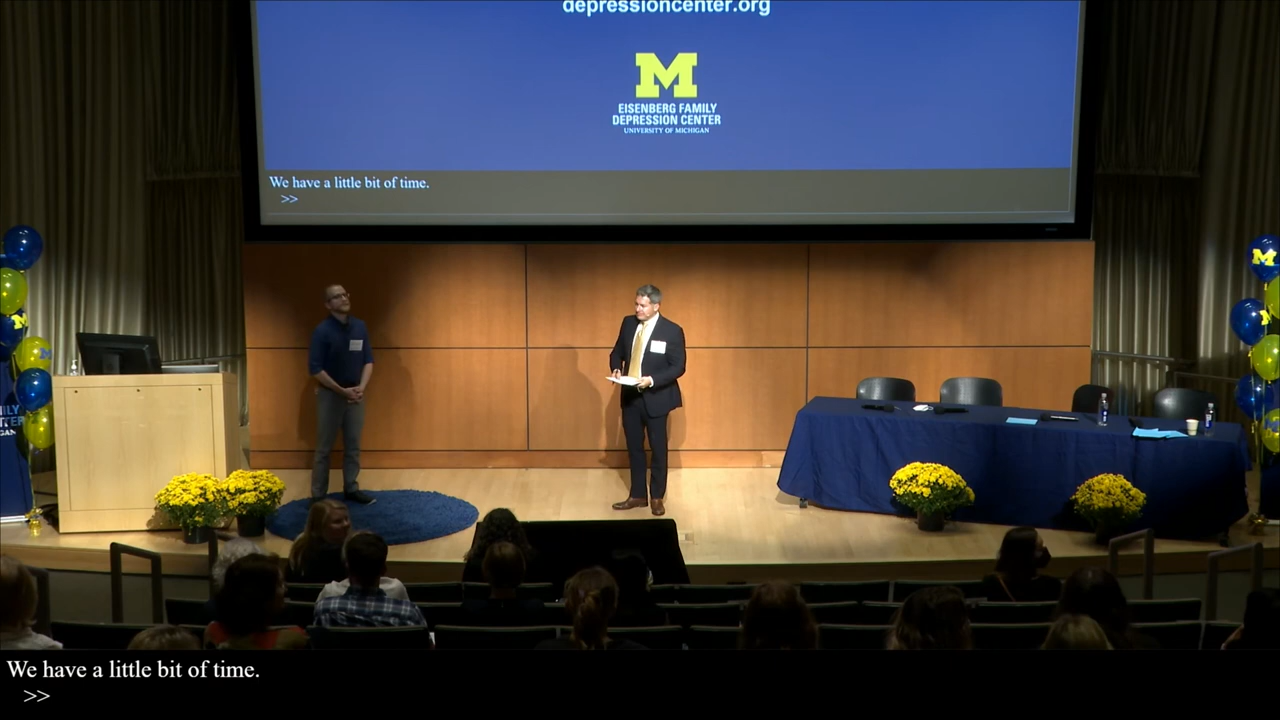 depressioncenter.org
M
EISENBERG FAMILY
DEPRESSION CENTER
UNIVERSITY OF MICHIGAN
We have a little bit of time.
>>
M
M
M
M
We have a little bit of time.
>>